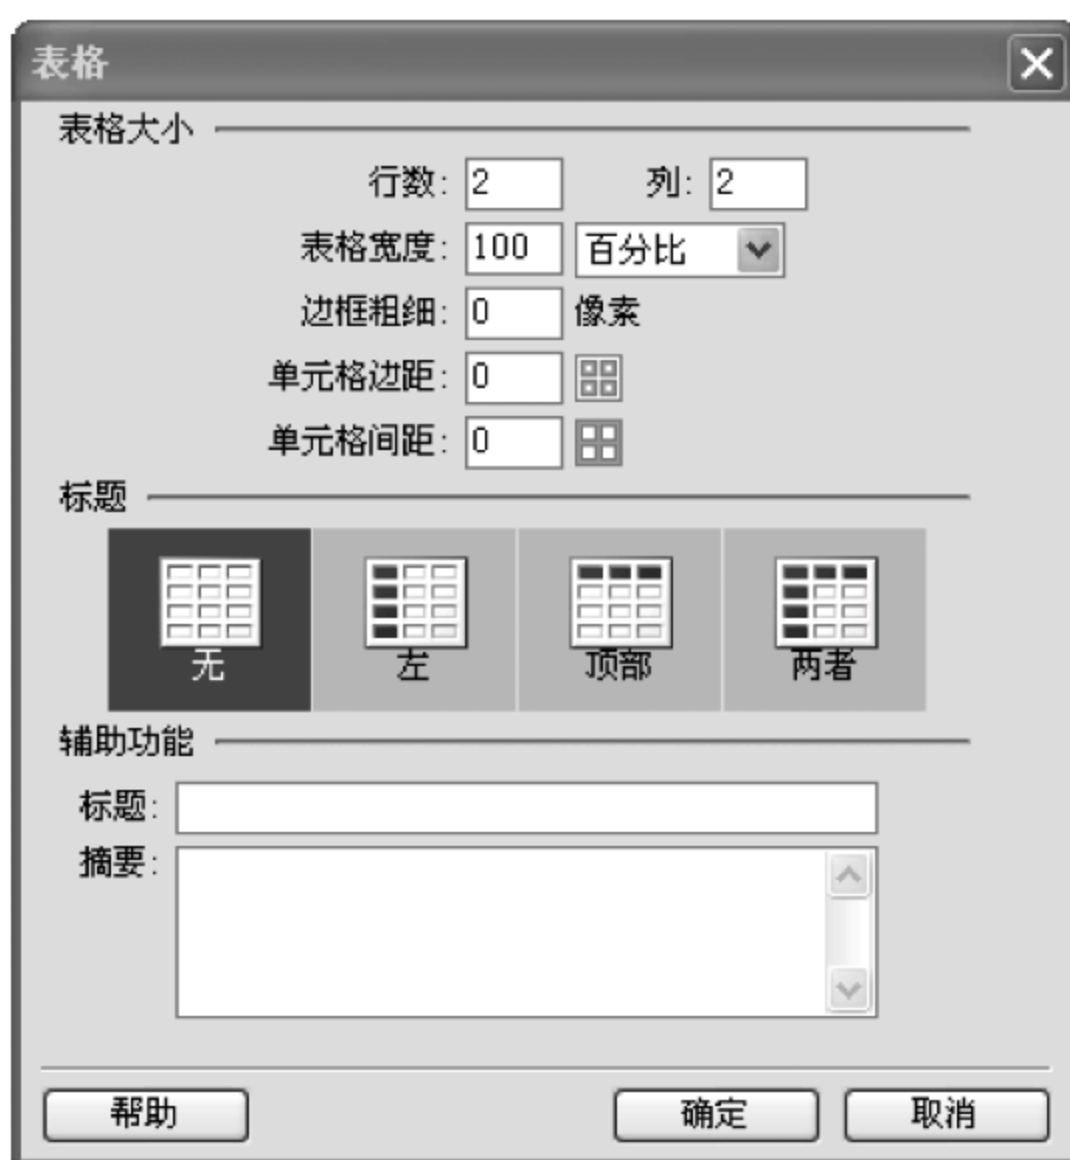 表格
表格大小
行数: 2 列: 2
表格宽度: 100 百分比
边框粗细: 0 像素
单元格边距: 0
单元格间距: 0
标题
无 左 顶部 两者
辅助功能
标题:
摘要:
帮助 确定 取消